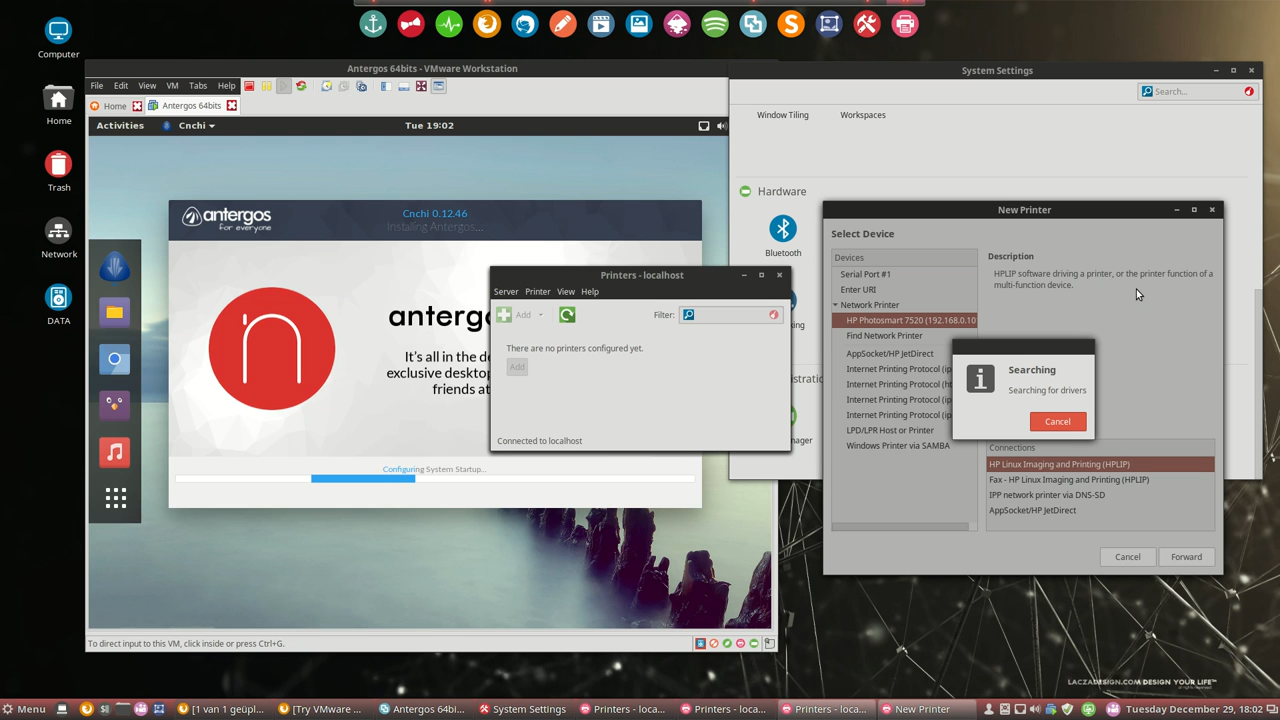 Computer
Home
Trash
Network
DATA
Antergos 64bits - VMware Workstation
File Edit View VM Tabs Help
Home Antergos 64bits
Activities Cnchi Tue 19:02
antergos
for everyone
Cnchi 0.12.46
Installing Antergos...
anterg
It's all in the de
exclusive desktop
friends at
Configuring System Startup...
To direct input to this VM, click inside or press Ctrl+G.
Printers - localhost
Server Printer View Help
Add Filter:
There are no printers configured yet.
Add
Connected to localhost
System Settings
Search...
Window Tiling Workspaces
Hardware
Bluetooth
king
istratio
nager
New Printer
Select Device
Devices
Serial Port #1
Enter URI
Network Printer
HP Photosmart 7520 (192.168.0.10
Find Network Printer
AppSocket/HP JetDirect
Internet Printing Protocol (ip
Internet Printing Protocol (ht
Internet Printing Protocol (ip
Internet Printing Protocol (ip
LPD/LPR Host or Printer
Windows Printer via SAMBA
Description
HPLIP software driving a printer, or the printer function of a
multi-function device.
Searching
Searching for drivers
Cancel
Connections
HP Linux Imaging and Printing (HPLIP)
Fax - HP Linux Imaging and Printing (HPLIP)
IPP network printer via DNS-SD
AppSocket/HP JetDirect
Cancel Forward
LACZADESIGN.COM DESIGN YOUR LIFE™
Menu [1 van 1 geüpl... [Try VMware ... Antergos 64bi... System Settings Printers - loca... Printers - loca... Printers - loca... New Printer Tuesday December 29, 18:02